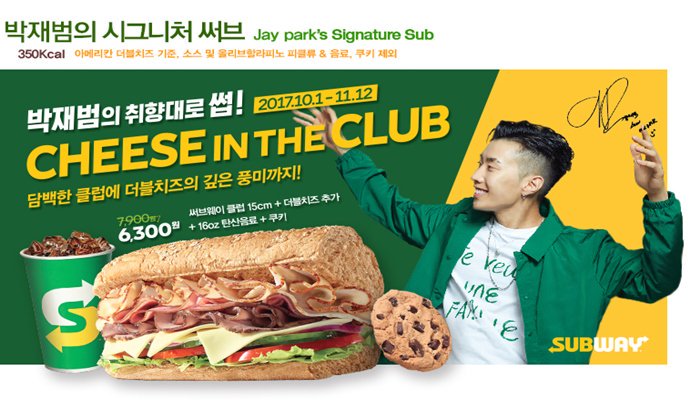 박재범의 시그니처 써브 Jay park's Signature Sub
350Kcal 아메리칸 더블치즈 기준, 소스 및 올리브할라피노 피클류 & 음료, 쿠키 제외
박재범의 취향대로 썹! 2017.10.1 - 11.12
CHEESE IN THE CLUB
담백한 클럽에 더블치즈의 깊은 풍미까지!
7,900원
6,300원
써브웨이 클럽 15cm + 더블치즈 추가
+ 16oz 탄산음료 + 쿠키
Je veux
une
SUBWAY